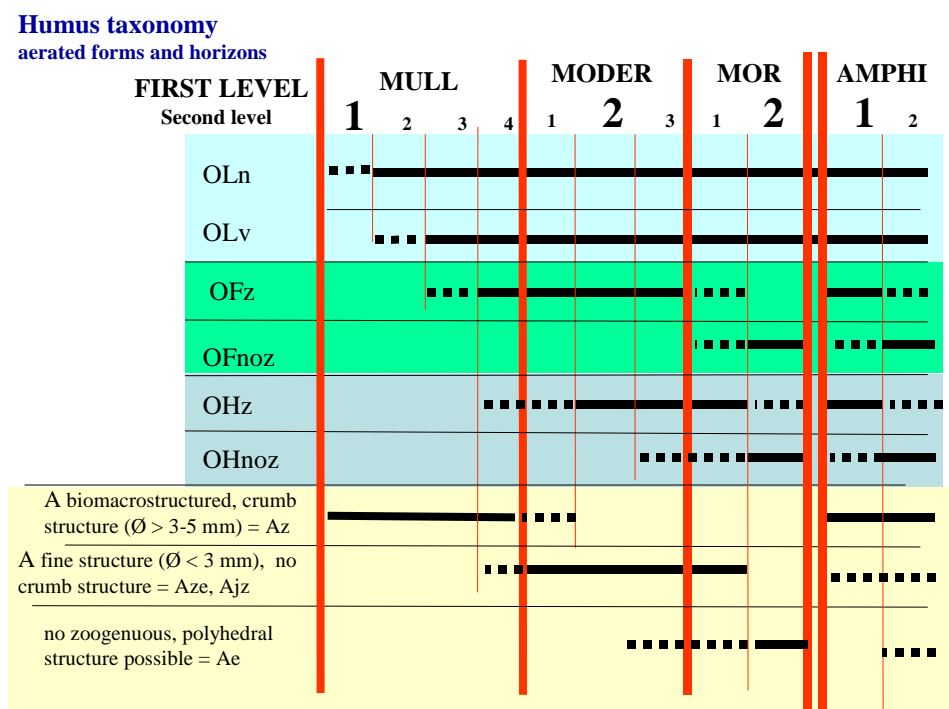 Humus taxonomy
aerated forms and horizons
FIRST LEVEL MULL MODER MOR AMPHI
Second level 1 2 3 4 1 2 3 1 2 1 2
OLn
OLv
OFz
OFnoz
OHz
OHnoz
A biomacrostructured, crumb
structure (Ø > 3-5 mm) = Az
A fine structure (Ø < 3 mm), no
crumb structure = Aze, Ajz
no zoogenuous, polyhedral
structure possible = Ae